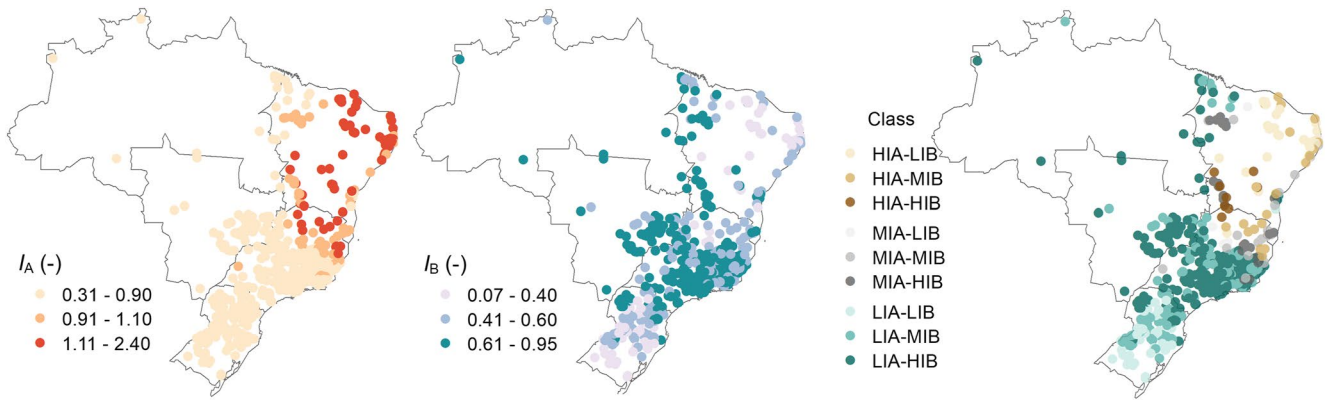 I_A (-)
0.31 - 0.90
0.91 - 1.10
1.11 - 2.40
I_B (-)
0.07 - 0.40
0.41 - 0.60
0.61 - 0.95
Class
HIA-LIB
HIA-MIB
HIA-HIB
MIA-LIB
MIA-MIB
MIA-HIB
LIA-LIB
LIA-MIB
LIA-HIB